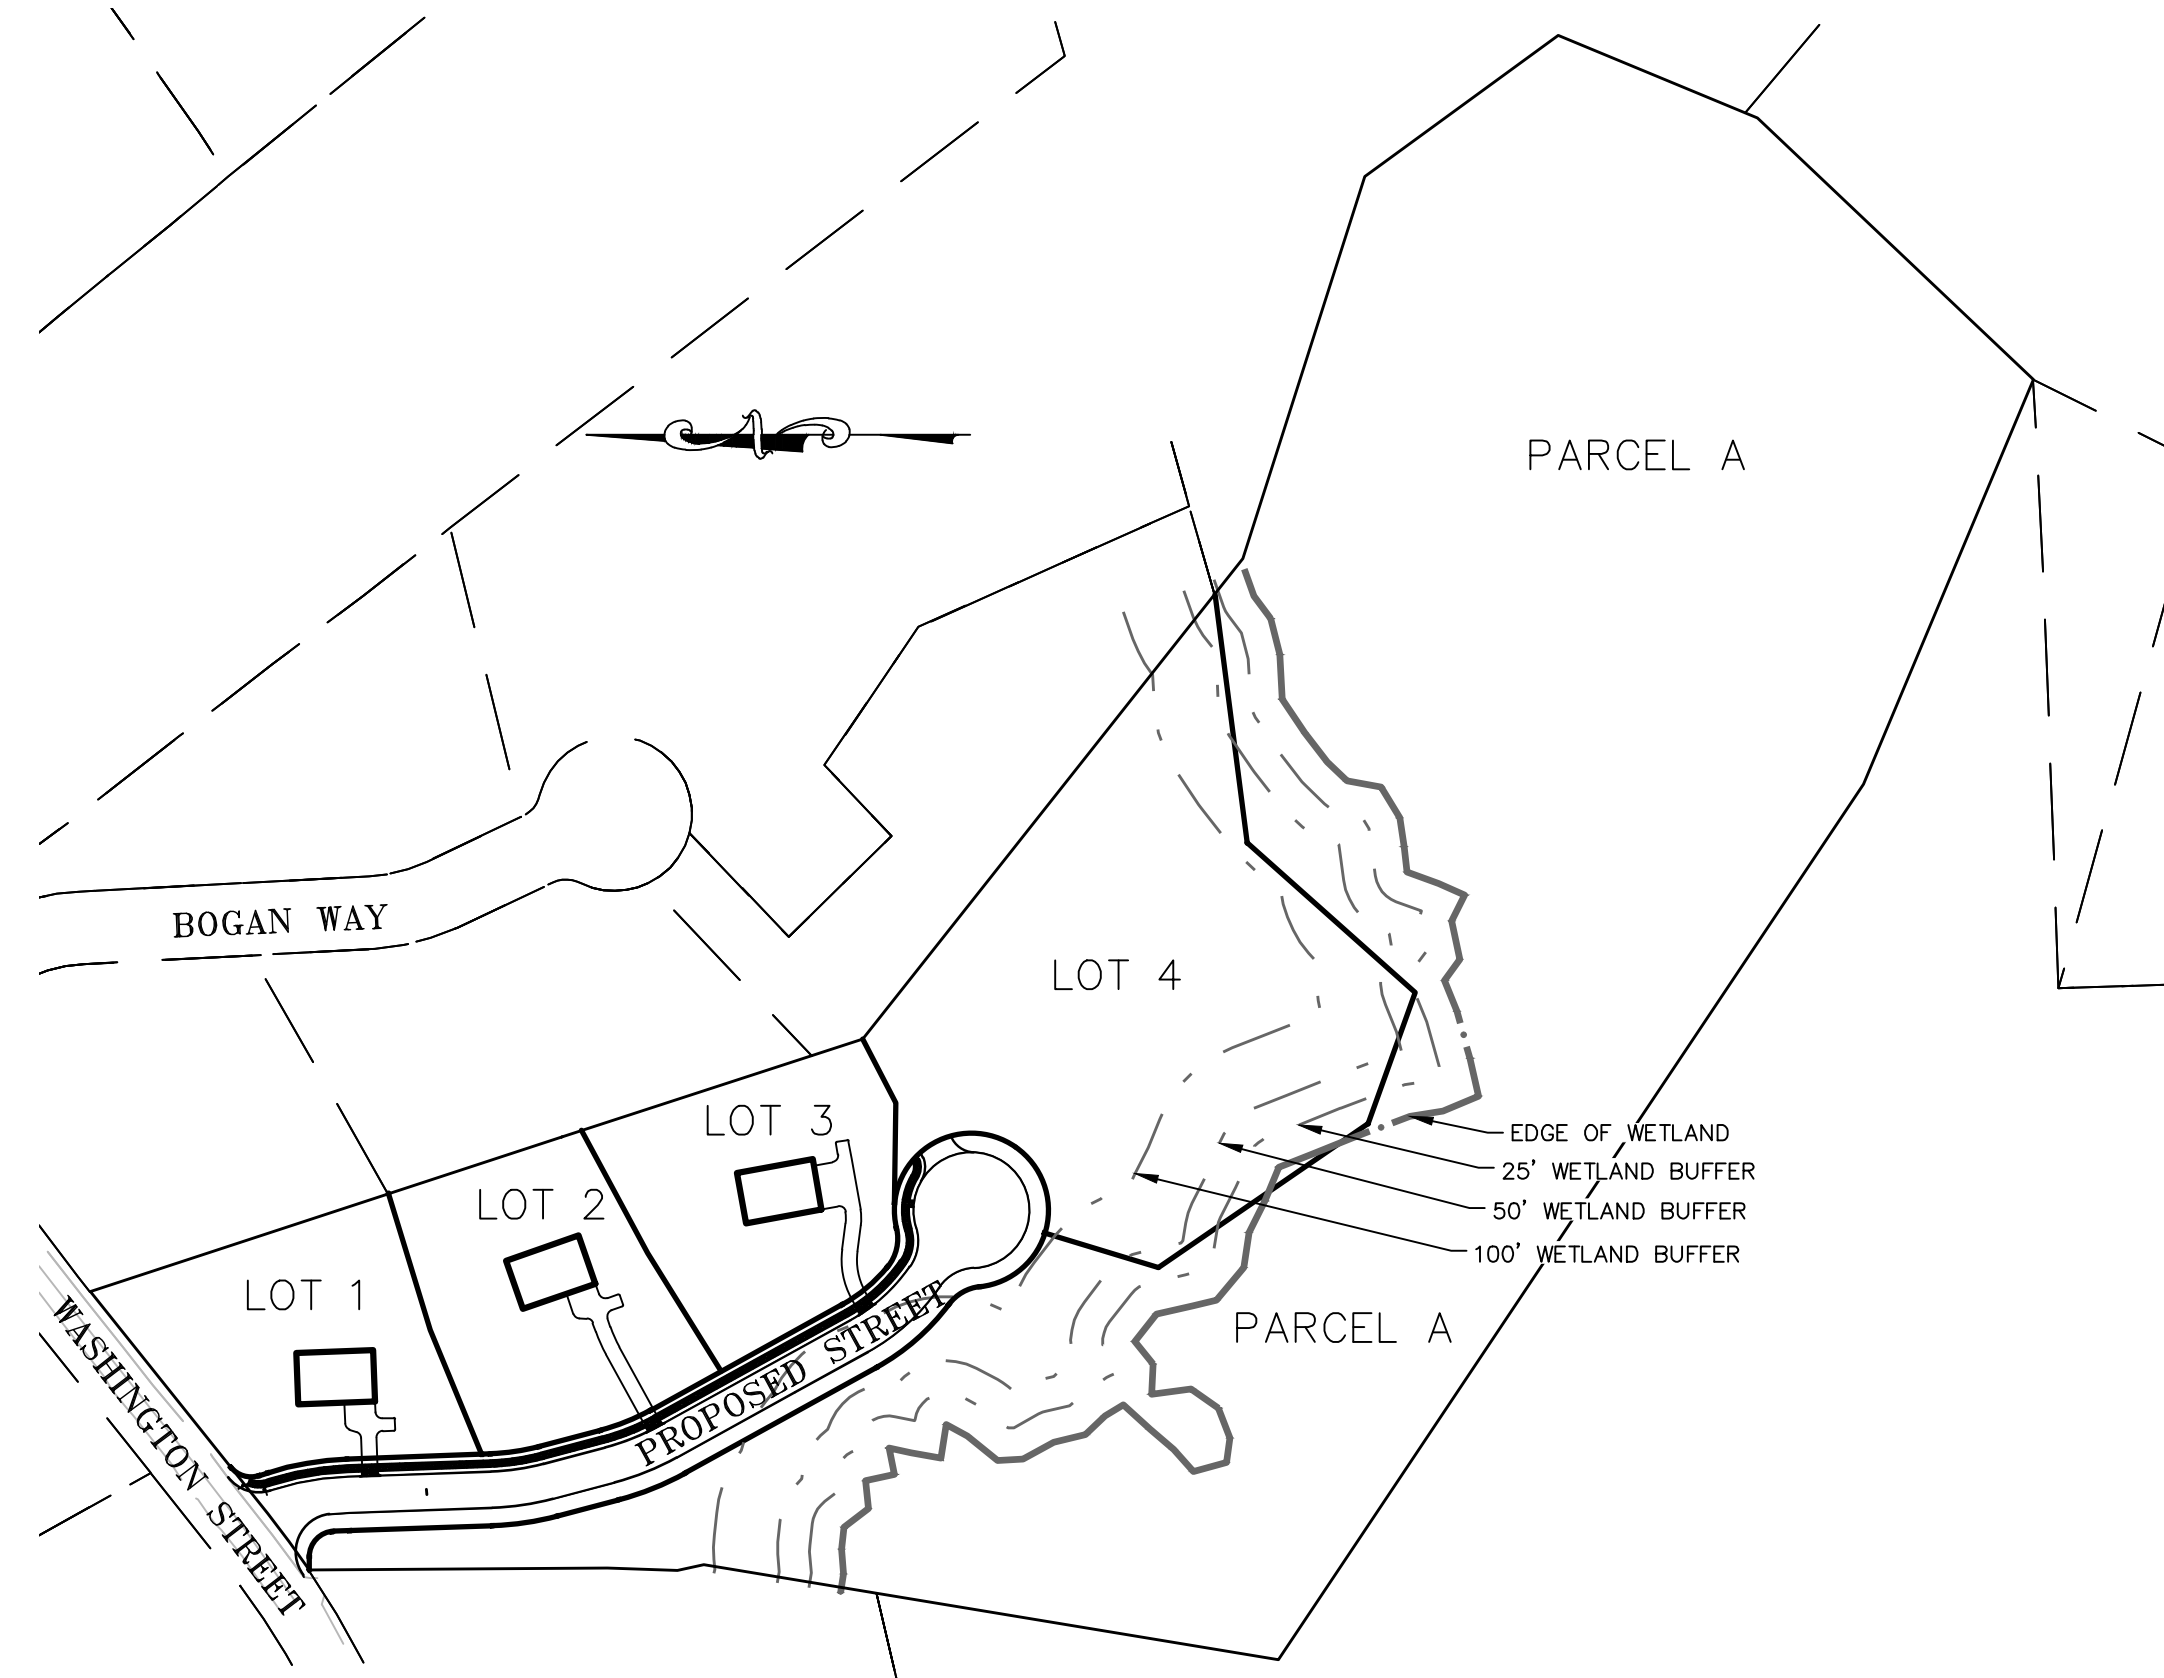 PARCEL A
BOGAN WAY
LOT 4
LOT 3
EDGE OF WETLAND
25' WETLAND BUFFER
LOT 2
50' WETLAND BUFFER
100' WETLAND BUFFER
LOT 1
PROPOSED STREET
PARCEL A
WASHINGTON STREET